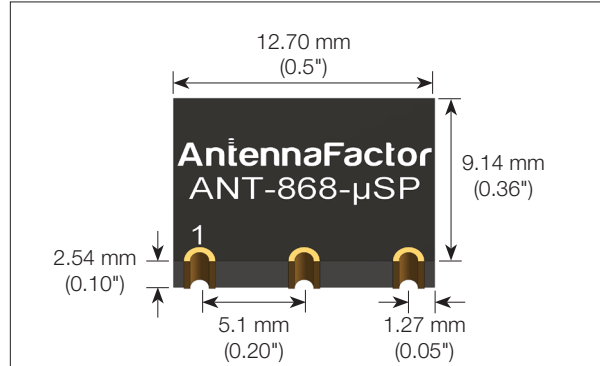 12.70 mm
(0.5")
AntennaFactor
ANT-868-µSP
9.14 mm
(0.36")
1
2.54 mm
(0.10")
5.1 mm
(0.20")
1.27 mm
(0.05")